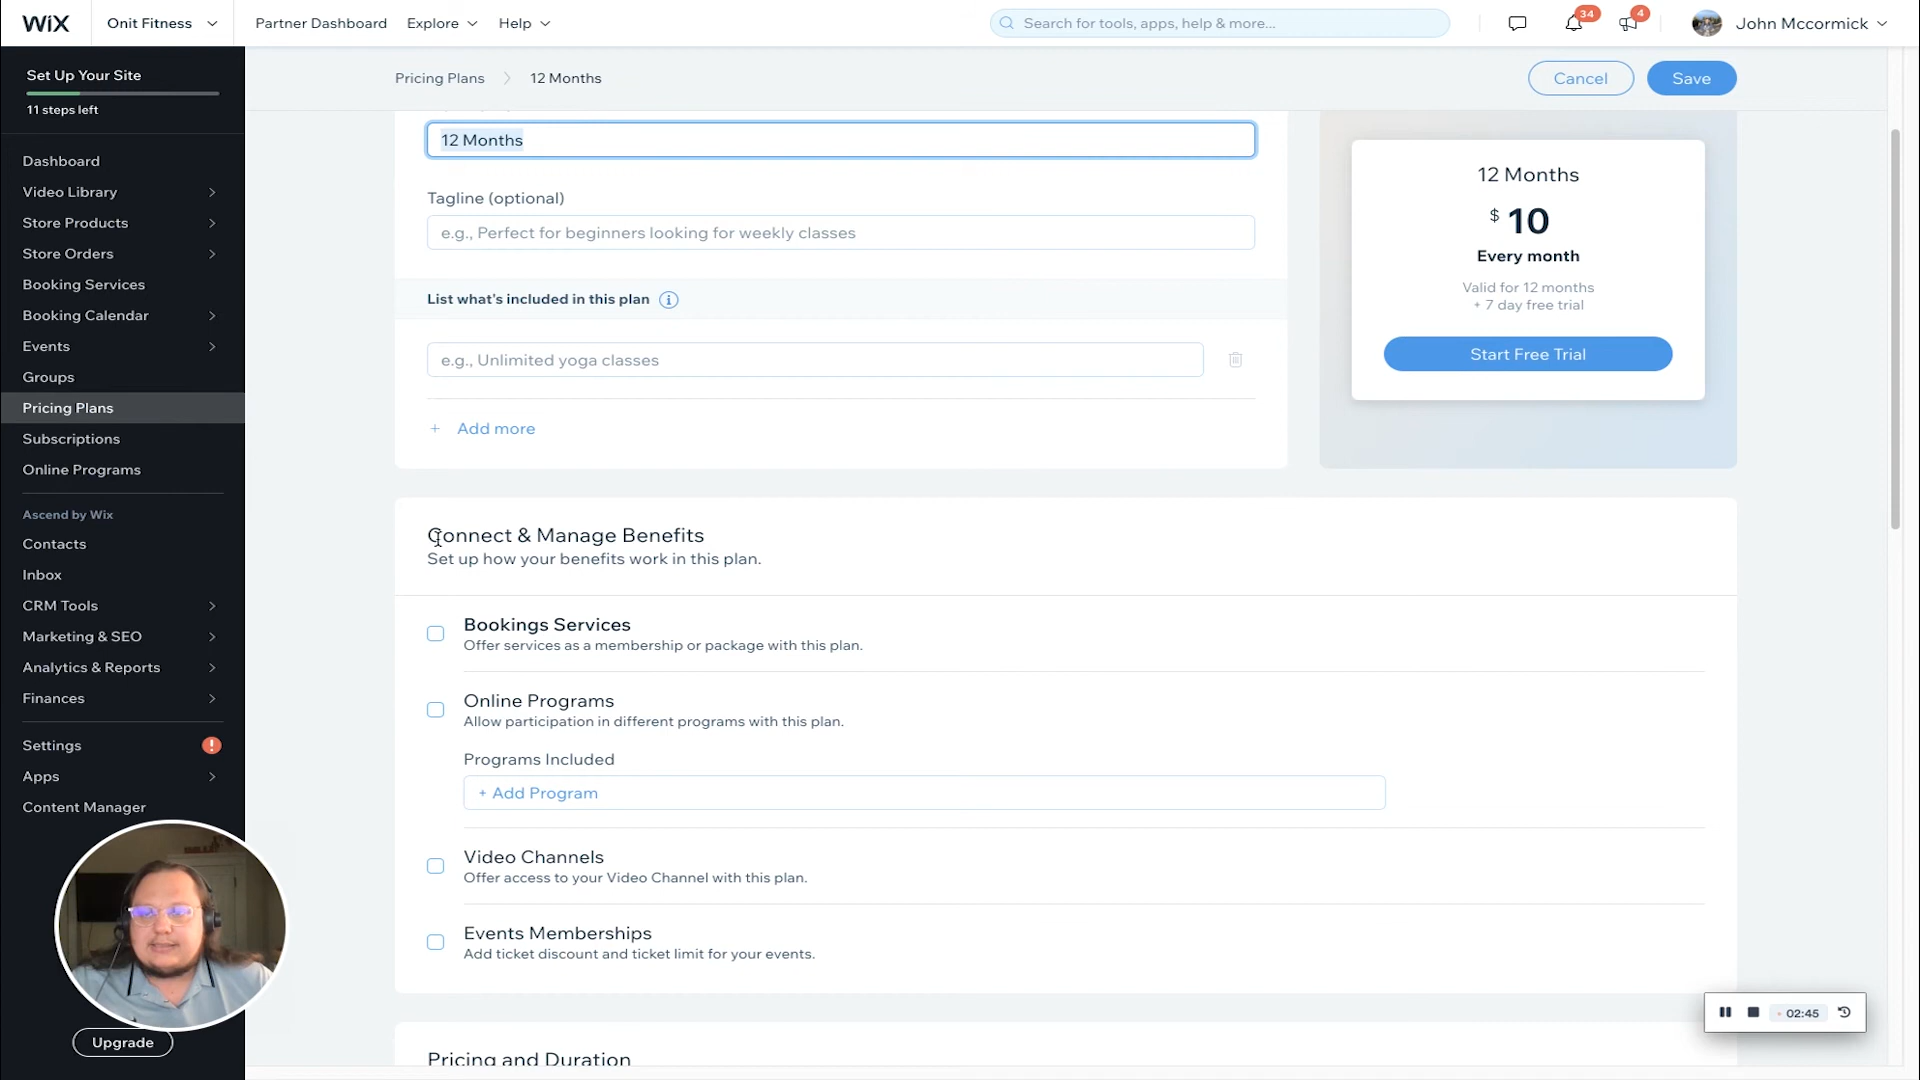 WiX
Onit Fitness
Partner Dashboard
Explore
Help
Search for tools, apps, help & more...
34
4
John Mccormick
Set Up Your Site
11 steps left
Dashboard
Video Library
Store Products
Store Orders
Booking Services
Booking Calendar
Events
Groups
Pricing Plans
Subscriptions
Online Programs
Ascend by Wix
Contacts
Inbox
CRM Tools
Marketing & SEO
Analytics & Reports
Finances
Settings
!
Apps
Content Manager
Upgrade
Pricing Plans > 12 Months
Cancel
Save
12 Months
Tagline (optional)
e.g., Perfect for beginners looking for weekly classes
List what's included in this plan
e.g., Unlimited yoga classes
+ Add more
12 Months
$ 10
Every month
Valid for 12 months
+ 7 day free trial
Start Free Trial
Connect & Manage Benefits
Set up how your benefits work in this plan.
Bookings Services
Offer services as a membership or package with this plan.
Online Programs
Allow participation in different programs with this plan.
Programs Included
+ Add Program
Video Channels
Offer access to your Video Channel with this plan.
Events Memberships
Add ticket discount and ticket limit for your events.
Pricing and Duration
02:45